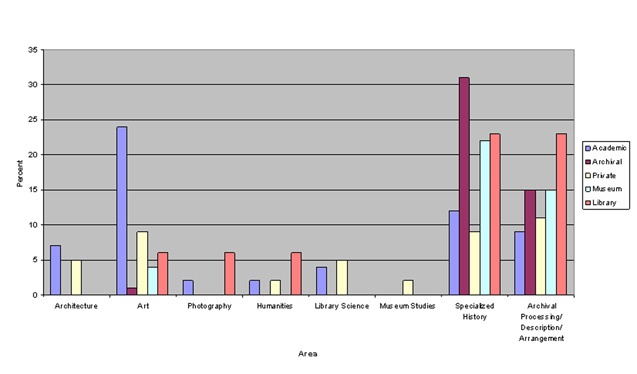 35
30
25
20
15
10
5
0
Percent
Architecture
Art
Photography
Humanities
Library Science
Museum Studies
Specialized
History
Archival
Processing/
Description/
Arrangement
Area
Academic
Archival
Private
Museum
Library